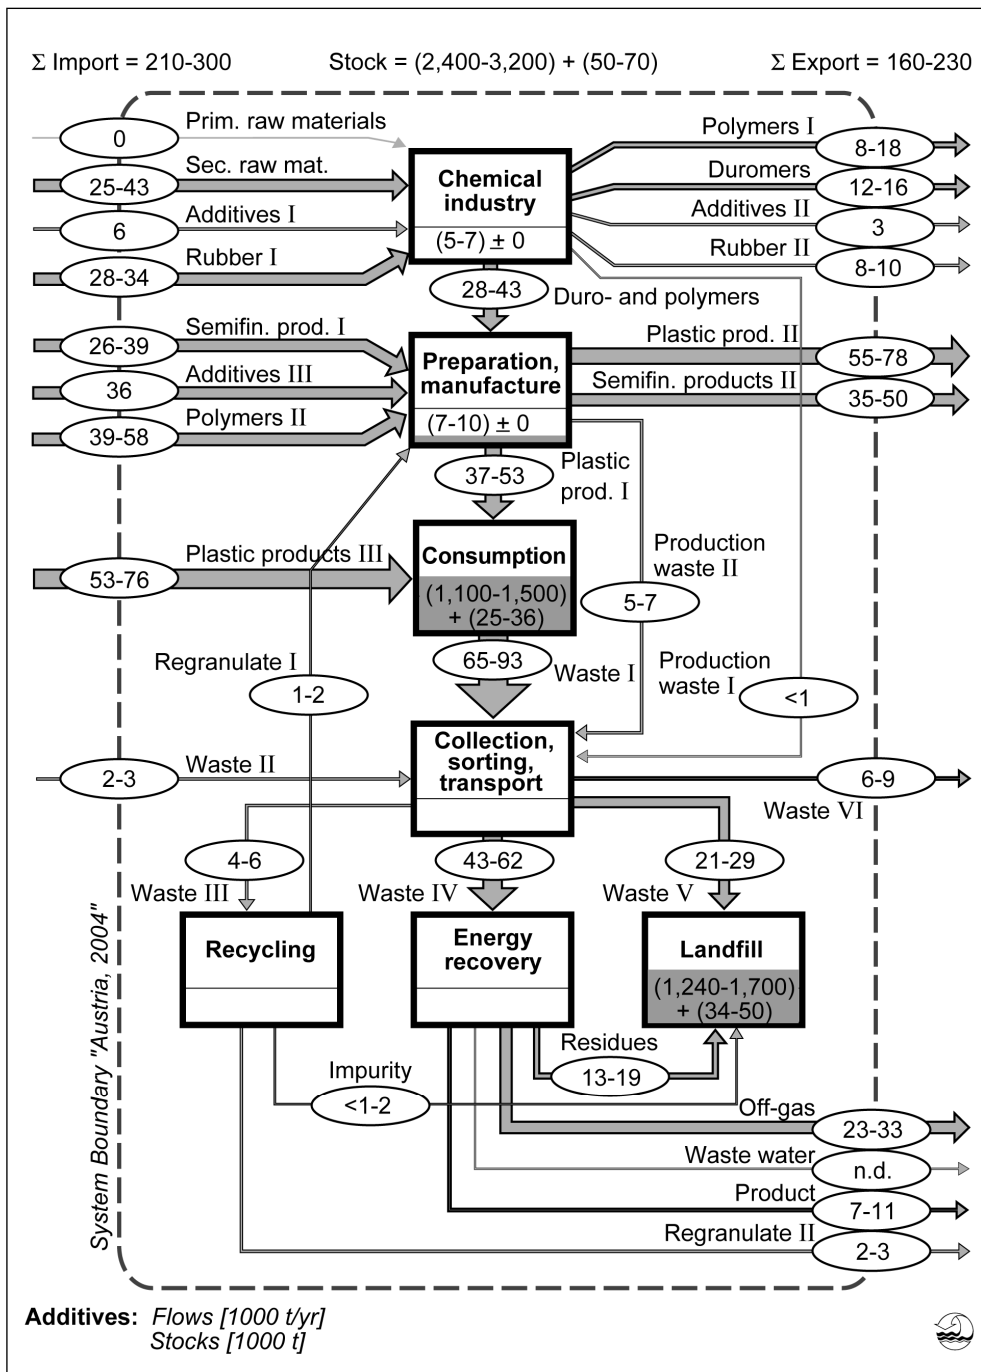 Σ Import = 210-300
Stock = (2,400-3,200) + (50-70)
Σ Export = 160-230
0
Prim. raw materials
25-43
Sec. raw mat.
6
Additives I
28-34
Rubber I
Chemical
industry
(5-7) ± 0
Polymers I
8-18
Duromers
12-16
Additives II
3
Rubber II
8-10
28-43
Duro- and polymers
Semifin. prod. I
26-39
Additives III
36
Polymers II
39-58
Preparation,
manufacture
(7-10) ± 0
Plastic prod. II
55-78
Semifin. products II
35-50
37-53
Plastic
prod. I
Plastic products III
53-76
Consumption
(1,100-1,500)
+ (25-36)
Production
waste II
5-7
65-93
Waste I
Regranulate I
1-2
Production
waste I
<1
Waste II
2-3
Collection,
sorting,
transport
6-9
Waste VI
4-6
Waste III
43-62
Waste IV
21-29
Waste V
Recycling
Energy
recovery
Landfill
(1,240-1,700)
+ (34-50)
Residues
13-19
Impurity
<1-2
Off-gas
23-33
Waste water
n.d.
Product
7-11
Regranulate II
2-3
System Boundary "Austria, 2004"
Additives: Flows [1000 t/yr]
Stocks [1000 t]